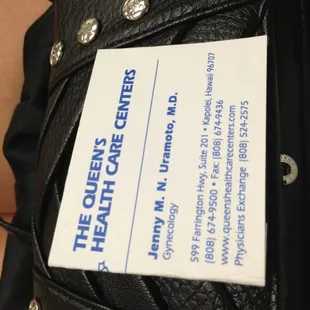 THE QUEEN'S
HEALTH CARE CENTERS
Jenny M. N. Uramoto, M.D.
Gynecology
599 Farrington Hwy, Suite 201 • Kapolei, Hawaii 96707
(808) 674-9500 • Fax: (808) 674-9436
www.queenshealthcarecenters.com
Physicians Exchange (808) 524-2575